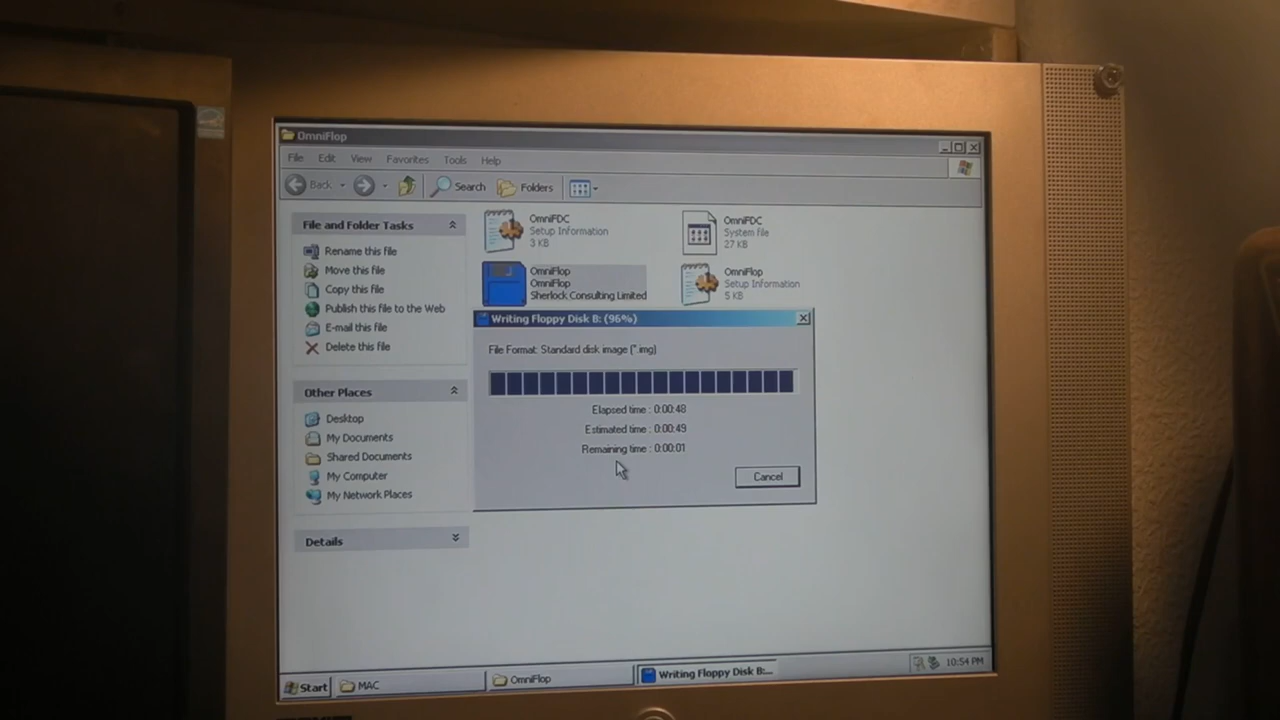 OmniFlop
File Edit View Favorites Tools Help
Back Search Folders
File and Folder Tasks
Rename this file
Move this file
Copy this file
Publish this file to the Web
E-mail this file
Delete this file
Other Places
Desktop
My Documents
Shared Documents
My Computer
My Network Places
Details
OmniFDC
Setup Information
3 KB
OmniFDC
System file
27 KB
OmniFlop
OmniFlop
Sherlock Consulting Limited
OmniFlop
Setup Information
5 KB
Writing Floppy Disk B: (96%)
File Format: Standard disk image (*.img)
Elapsed time : 0:00:48
Estimated time : 0:00:49
Remaining time : 0:00:01
Cancel
Start MAC OmniFlop Writing Floppy Disk B:... 10:54 PM